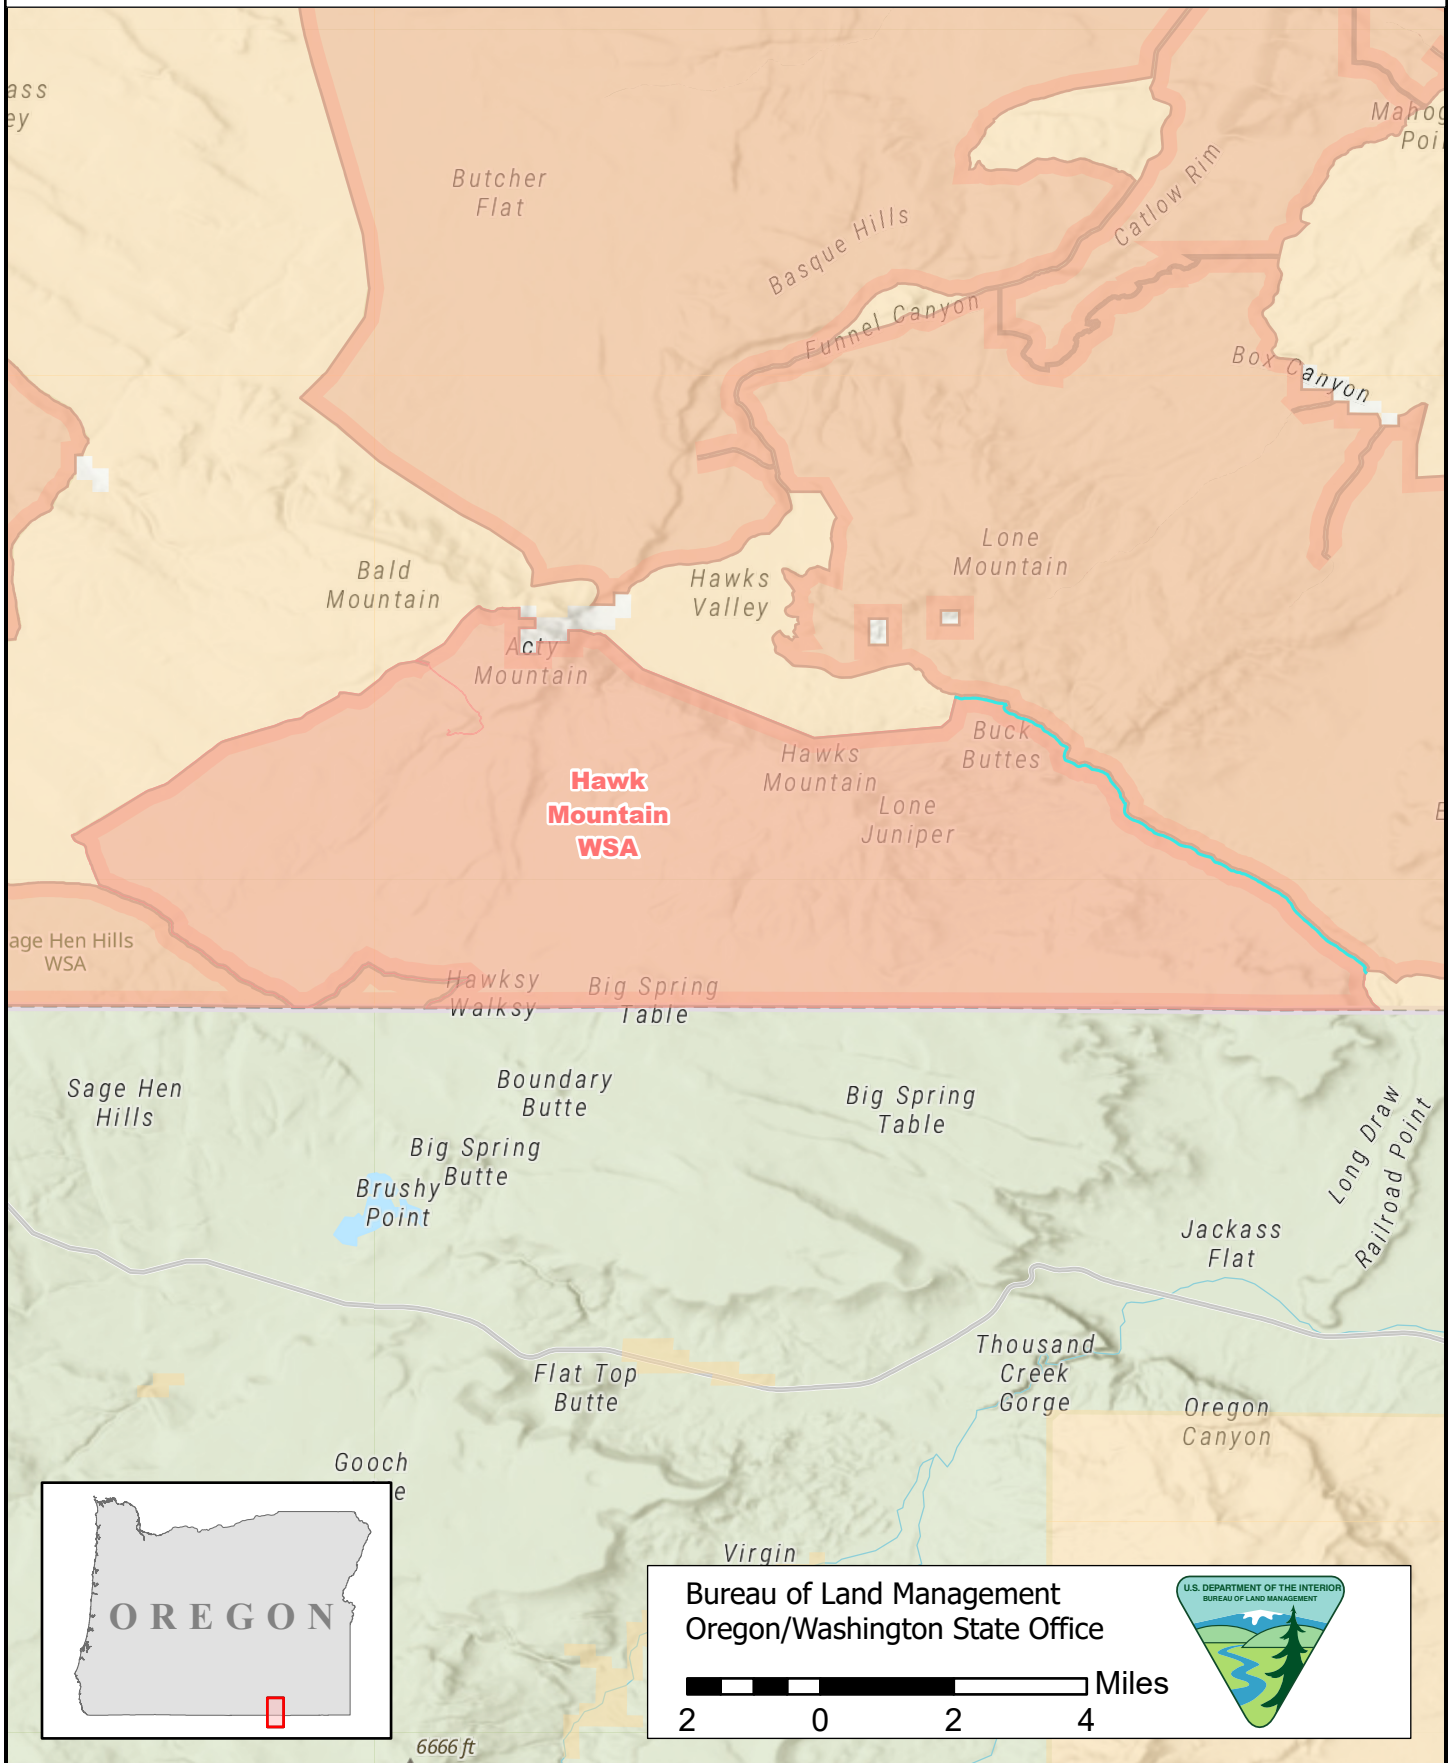 ass
ey
Mahog
Poi
Butcher
Flat
Catlow Rim
Basque Hills
Funnel Canyon
Box Canyon
Lone
Mountain
Bald
Mountain
Hawks
Valley
Acty
Mountain
Buck
Buttes
Hawks
Mountain
Hawk
Mountain
WSA
Lone
Juniper
E
age Hen Hills
WSA
Hawksy
Walksy
Big Spring
Table
Sage Hen
Hills
Boundary
Butte
Big Spring
Table
Long Draw
Railroad Point
Big Spring
Butte
Brushy
Point
Jackass
Flat
Thousand
Creek
Gorge
Flat Top
Butte
Oregon
Canyon
Gooch
e
Virgin
OREGON
6666 ft
Bureau of Land Management
Oregon/Washington State Office
Miles
2 0 2 4
U.S. DEPARTMENT OF THE INTERIOR
BUREAU OF LAND MANAGEMENT